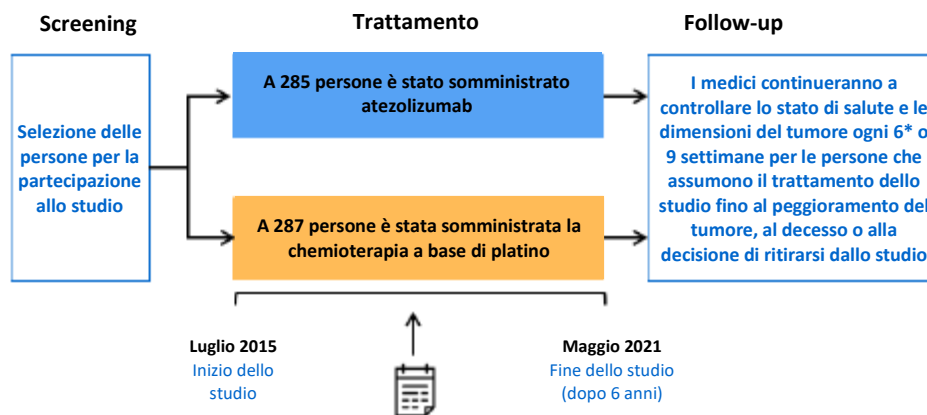 Screening
Trattamento
Follow-up
Selezione delle
persone per la
partecipazione
allo studio
A 285 persone è stato somministrato
atezolizumab
A 287 persone è stata somministrata la
chemioterapia a base di platino
I medici continueranno a
controllare lo stato di salute e le
dimensioni del tumore ogni 6* o
9 settimane per le persone che
assumono il trattamento dello
studio fino al peggioramento del
tumore, al decesso o alla
decisione di ritirarsi dallo studio
Luglio 2015
Inizio dello
studio
Maggio 2021
Fine dello studio
(dopo 6 anni)